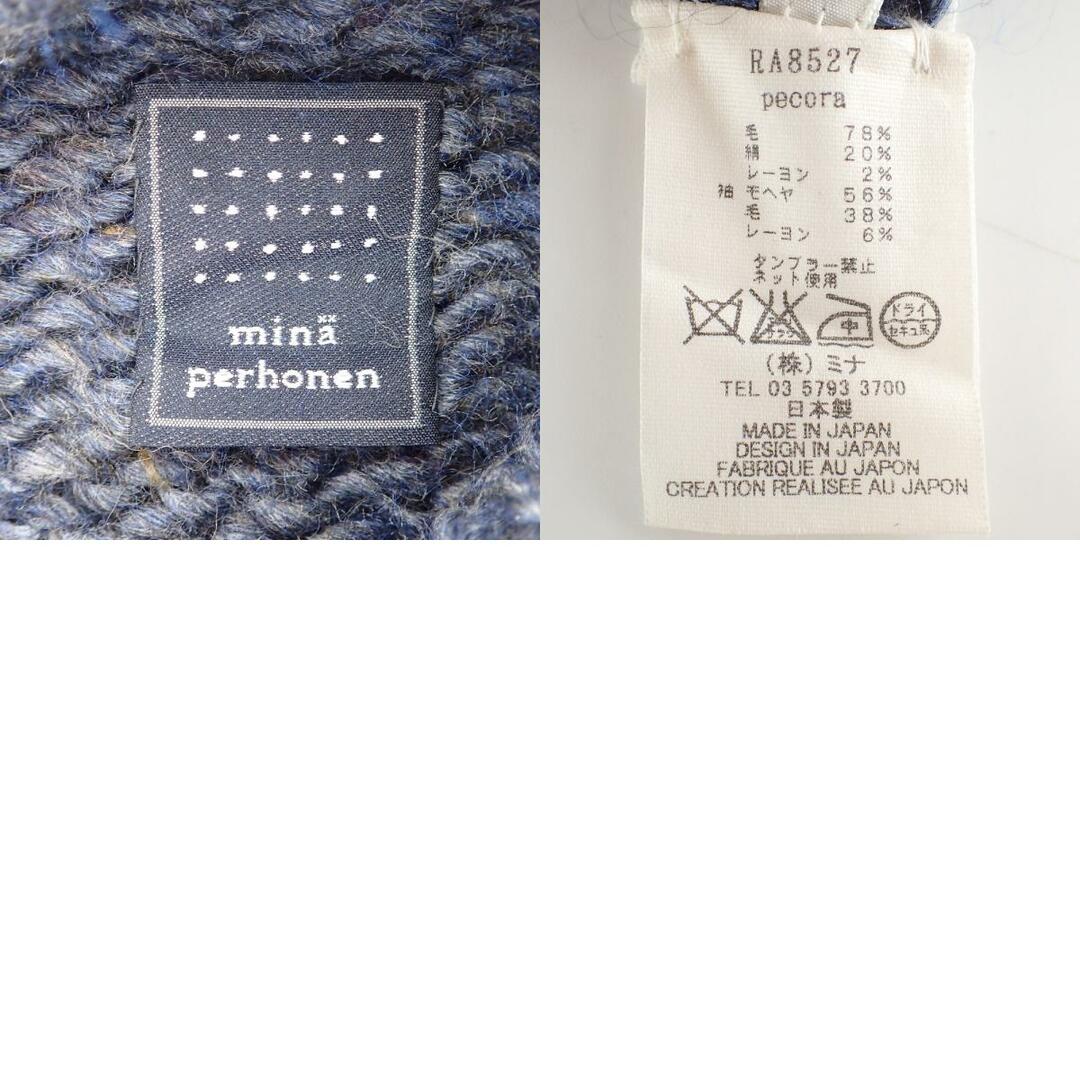 minä
perhonen
RA8527
pecora
毛 78%
絹 20%
レーヨン 2%
袖 モヘヤ 56%
毛 38%
レーヨン 6%
タンブラー禁止
ネット使用
中
ドライ
セキユ系
(株)ミナ
TEL 03 5793 3700
日本製
MADE IN JAPAN
DESIGN IN JAPAN
FABRIQUE AU JAPON
CREATION REALISEE AU JAPON